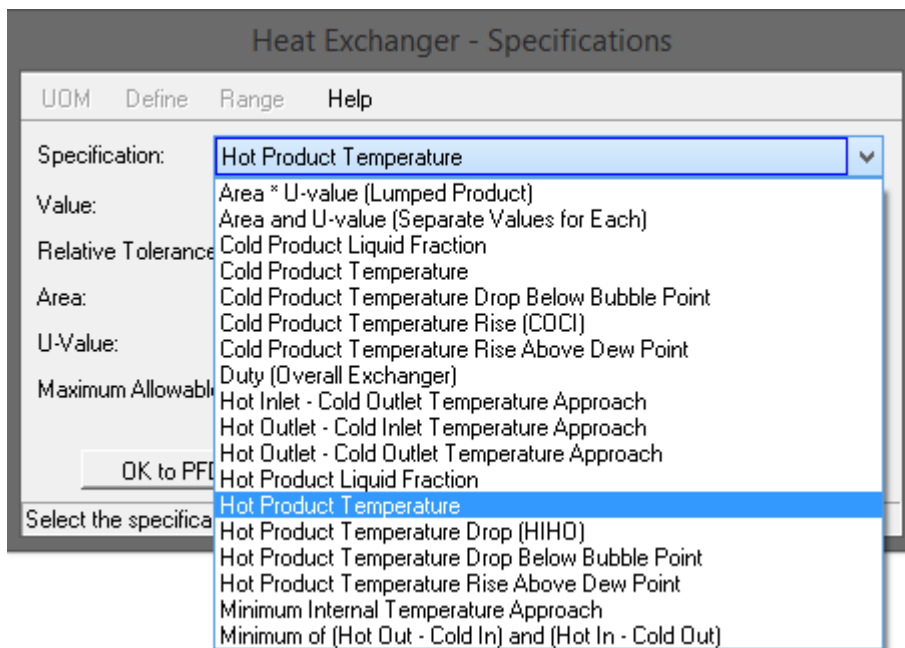 Heat Exchanger - Specifications
UOM Define Range Help
Specification: Hot Product Temperature
Value:
Relative Tolerance
Area:
U-Value:
Maximum Allowabl
OK to PFD
Select the specifica
Area * U-value (Lumped Product)
Area and U-value (Separate Values for Each)
Cold Product Liquid Fraction
Cold Product Temperature
Cold Product Temperature Drop Below Bubble Point
Cold Product Temperature Rise (COCI)
Cold Product Temperature Rise Above Dew Point
Duty (Overall Exchanger)
Hot Inlet - Cold Outlet Temperature Approach
Hot Outlet - Cold Inlet Temperature Approach
Hot Outlet - Cold Outlet Temperature Approach
Hot Product Liquid Fraction
Hot Product Temperature
Hot Product Temperature Drop (HIHO)
Hot Product Temperature Drop Below Bubble Point
Hot Product Temperature Rise Above Dew Point
Minimum Internal Temperature Approach
Minimum of (Hot Out - Cold In) and (Hot In - Cold Out)